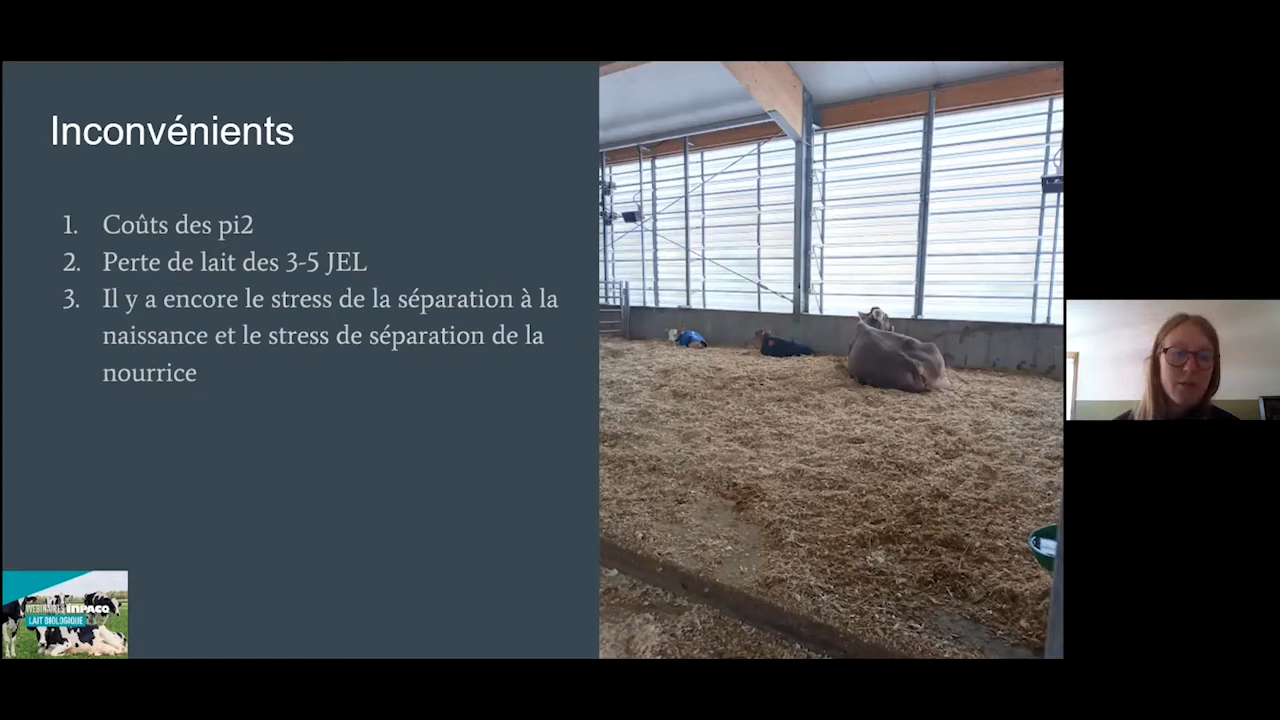 Inconvénients
1. Coûts des pi2
2. Perte de lait des 3-5 JEL
3. Il y a encore le stress de la séparation à la
naissance et le stress de séparation de la
nourrice
WEBINAIRES INPACQ
LAIT BIOLOGIQUE